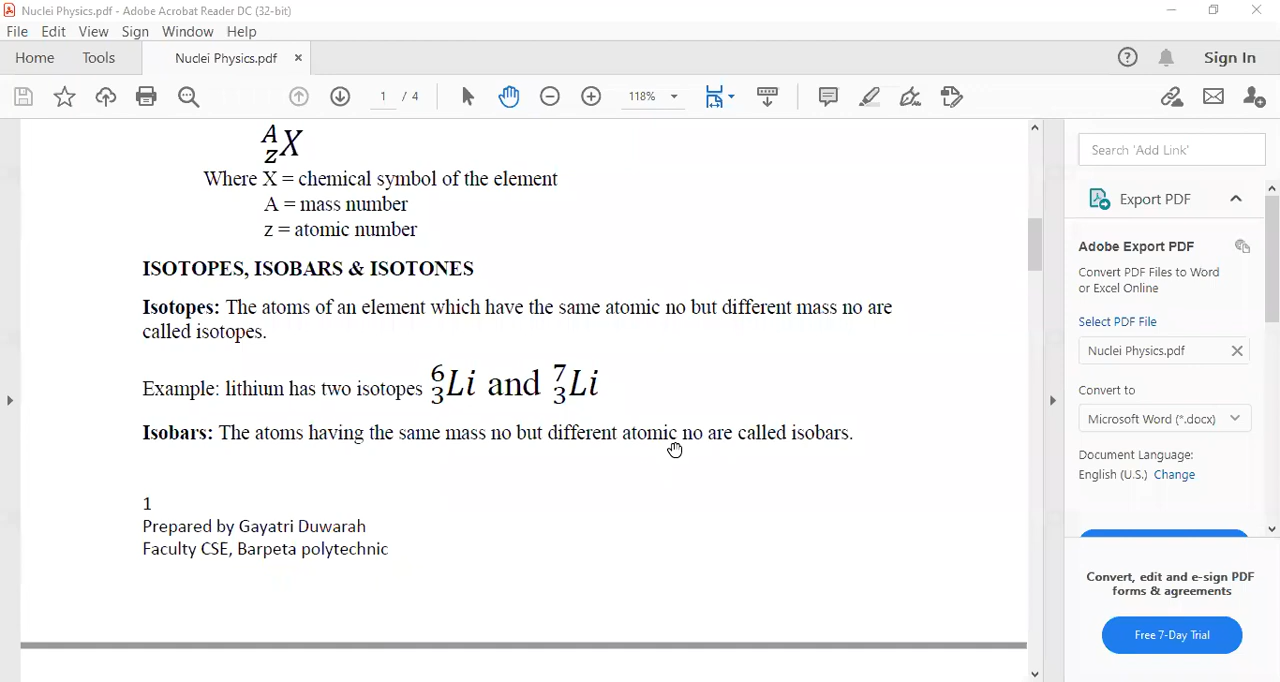 Nuclei Physics.pdf - Adobe Acrobat Reader DC (32-bit)
File Edit View Sign Window Help
Home Tools Nuclei Physics.pdf × Sign In
1 / 4 118%
A
z X
Where X = chemical symbol of the element
A = mass number
z = atomic number
ISOTOPES, ISOBARS & ISOTONES
Isotopes: The atoms of an element which have the same atomic no but different mass no are
called isotopes.
Example: lithium has two isotopes ⁶₃Li and ⁷₃Li
Isobars: The atoms having the same mass no but different atomic no are called isobars.
1
Prepared by Gayatri Duwarah
Faculty CSE, Barpeta polytechnic
Search 'Add Link'
Export PDF
Adobe Export PDF
Convert PDF Files to Word
or Excel Online
Select PDF File
Nuclei Physics.pdf
Convert to
Microsoft Word (*.docx)
Document Language:
English (U.S.) Change
Convert, edit and e-sign PDF
forms & agreements
Free 7-Day Trial